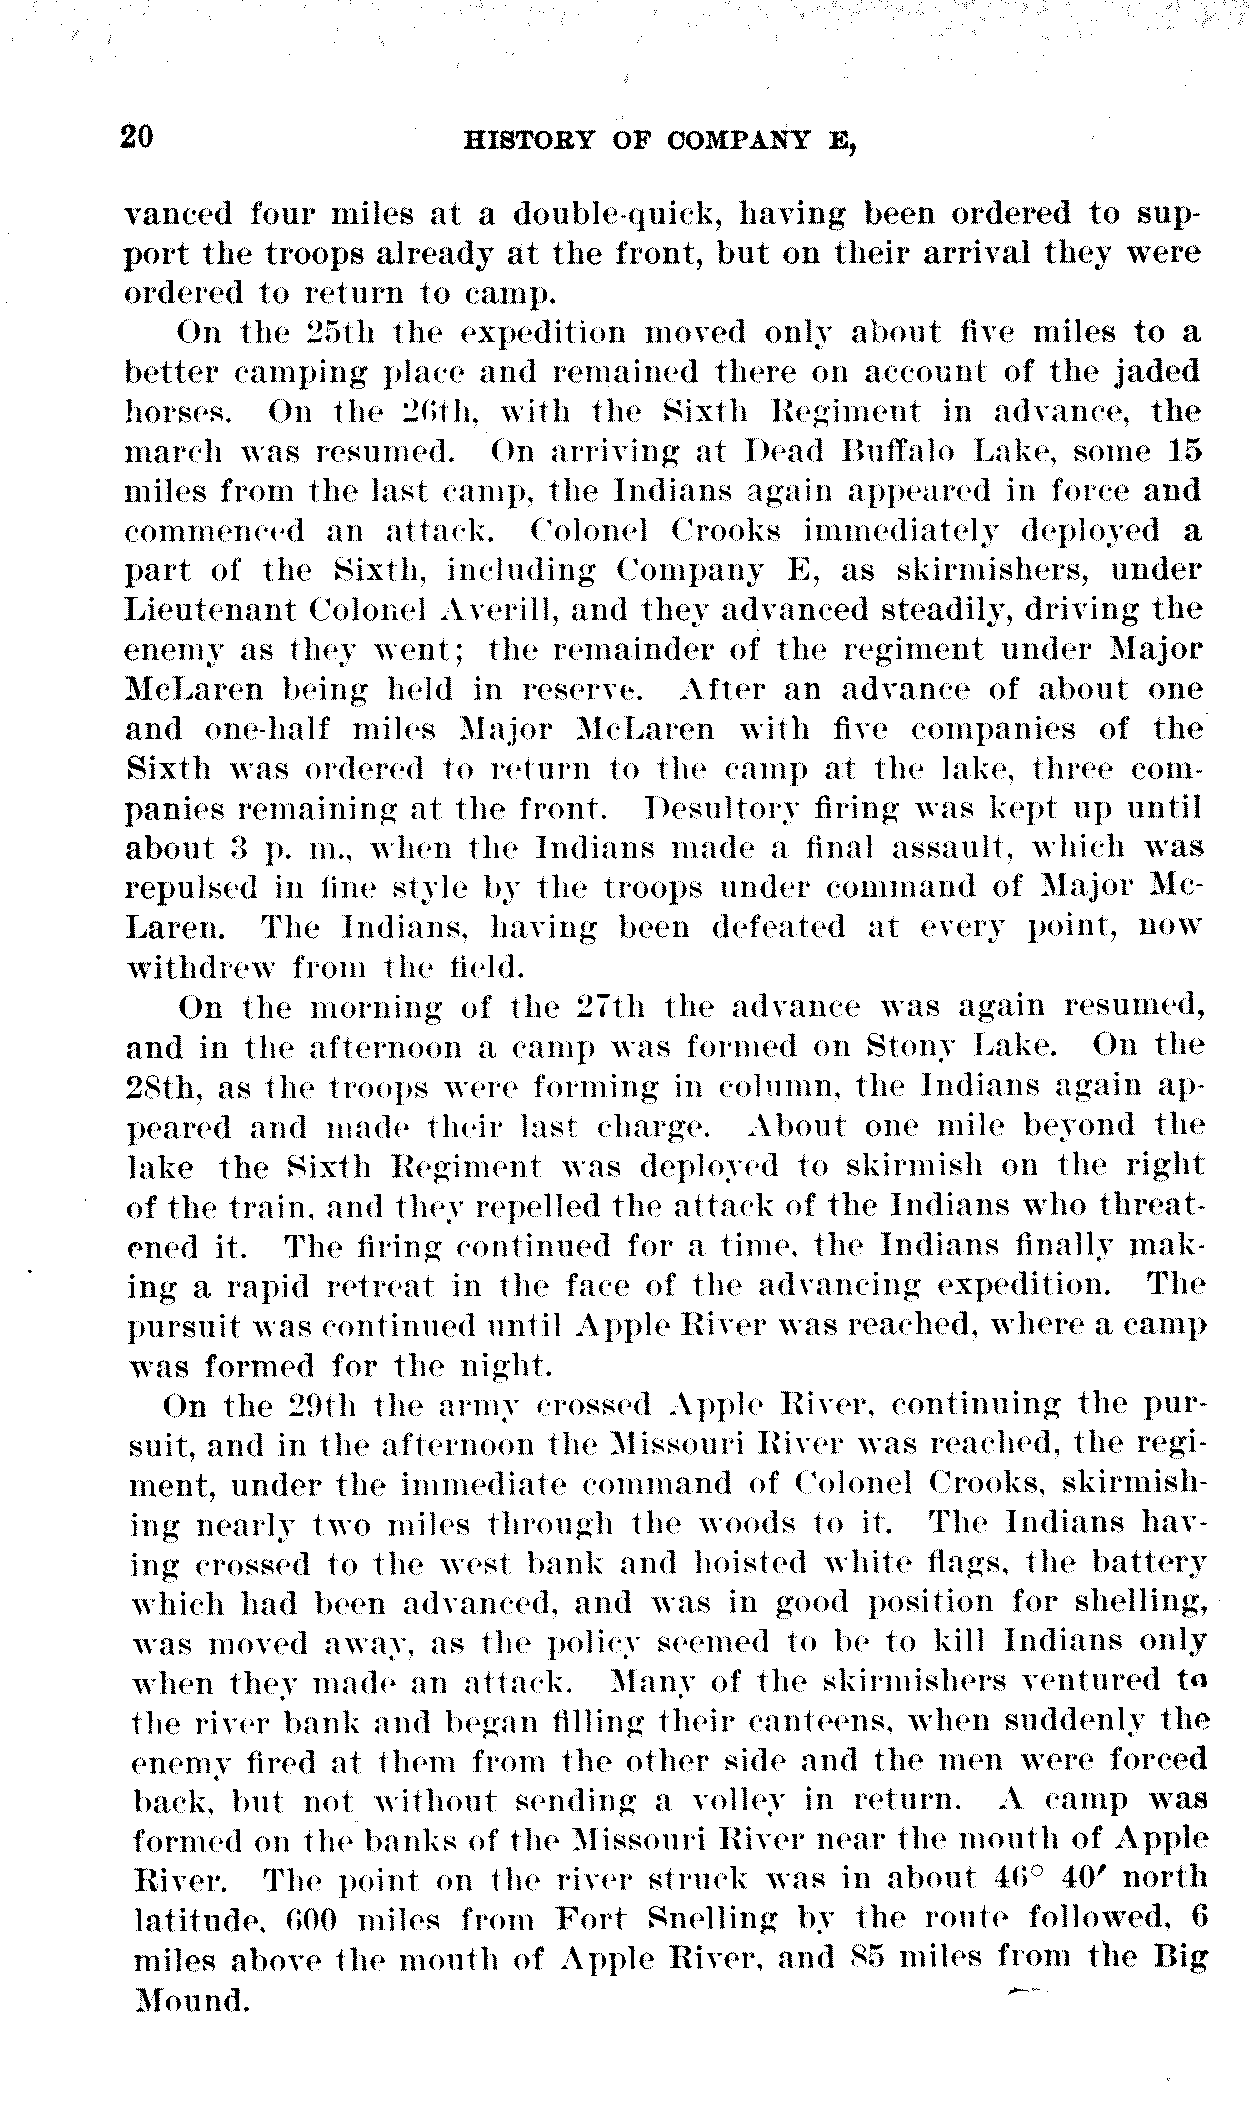 20 HISTORY OF COMPANY E,
vanced four miles at a double-quick, having been ordered to sup-
port the troops already at the front, but on their arrival they were
ordered to return to camp.
On the 25th the expedition moved only about five miles to a
better camping place and remained there on account of the jaded
horses. On the 26th, with the Sixth Regiment in advance, the
march was resumed. On arriving at Dead Buffalo Lake, some 15
miles from the last camp, the Indians again appeared in force and
commenced an attack. Colonel Crooks immediately deployed a
part of the Sixth, including Company E, as skirmishers, under
Lieutenant Colonel Averill, and they advanced steadily, driving the
enemy as they went; the remainder of the regiment under Major
McLaren being held in reserve. After an advance of about one
and one-half miles Major McLaren with five companies of the
Sixth was ordered to return to the camp at the lake, three com-
panies remaining at the front. Desultory firing was kept up until
about 3 p. m., when the Indians made a final assault, which was
repulsed in fine style by the troops under command of Major Mc-
Laren. The Indians, having been defeated at every point, now
withdrew from the field.
On the morning of the 27th the advance was again resumed,
and in the afternoon a camp was formed on Stony Lake. On the
28th, as the troops were forming in column, the Indians again ap-
peared and made their last charge. About one mile beyond the
lake the Sixth Regiment was deployed to skirmish on the right
of the train, and they repelled the attack of the Indians who threat-
ened it. The firing continued for a time, the Indians finally mak-
ing a rapid retreat in the face of the advancing expedition. The
pursuit was continued until Apple River was reached, where a camp
was formed for the night.
On the 29th the army crossed Apple River, continuing the pur-
suit, and in the afternoon the Missouri River was reached, the regi-
ment, under the immediate command of Colonel Crooks, skirmish-
ing nearly two miles through the woods to it. The Indians hav-
ing crossed to the west bank and hoisted white flags, the battery
which had been advanced, and was in good position for shelling,
was moved away, as the policy seemed to be to kill Indians only
when they made an attack. Many of the skirmishers ventured to
the river bank and began filling their canteens, when suddenly the
enemy fired at them from the other side and the men were forced
back, but not without sending a volley in return. A camp was
formed on the banks of the Missouri River near the mouth of Apple
River. The point on the river struck was in about 46° 40′ north
latitude, 600 miles from Fort Snelling by the route followed, 6
miles above the mouth of Apple River, and 85 miles from the Big
Mound.